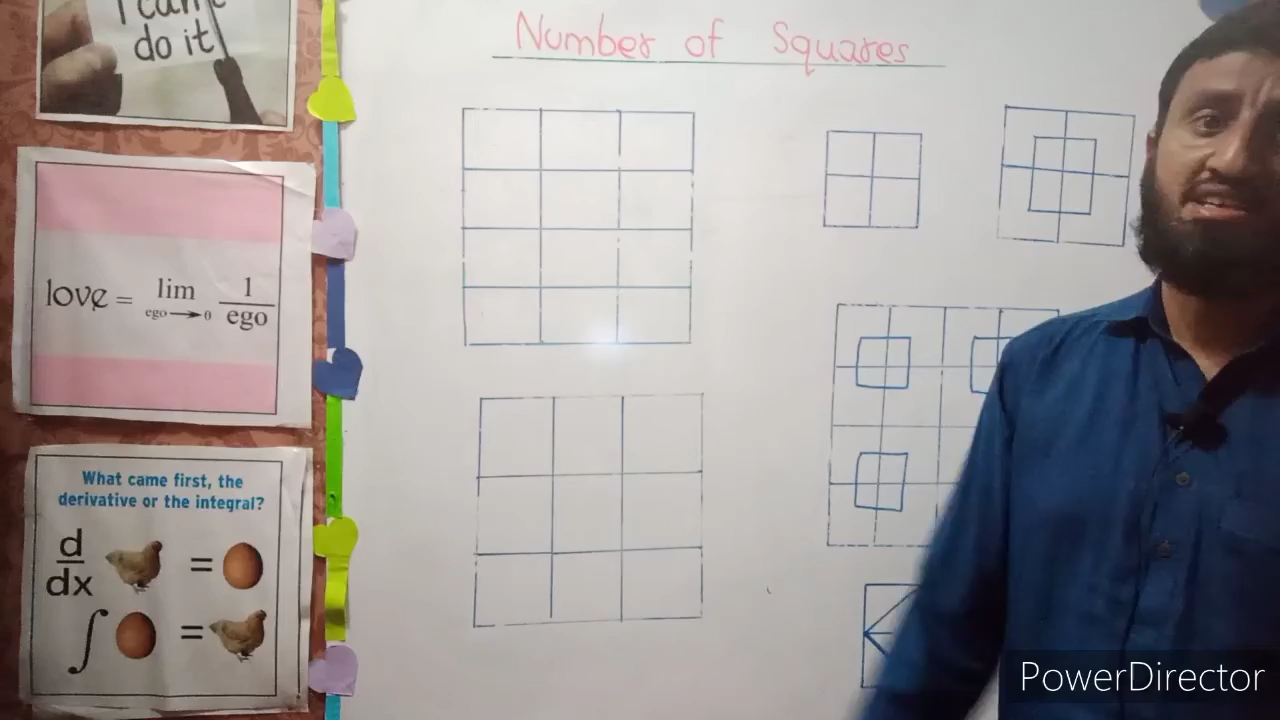 do it
Number of Squares
love = lim 1
ego→0 ego
What came first, the
derivative or the integral?
d
dx =
∫ =
PowerDirector